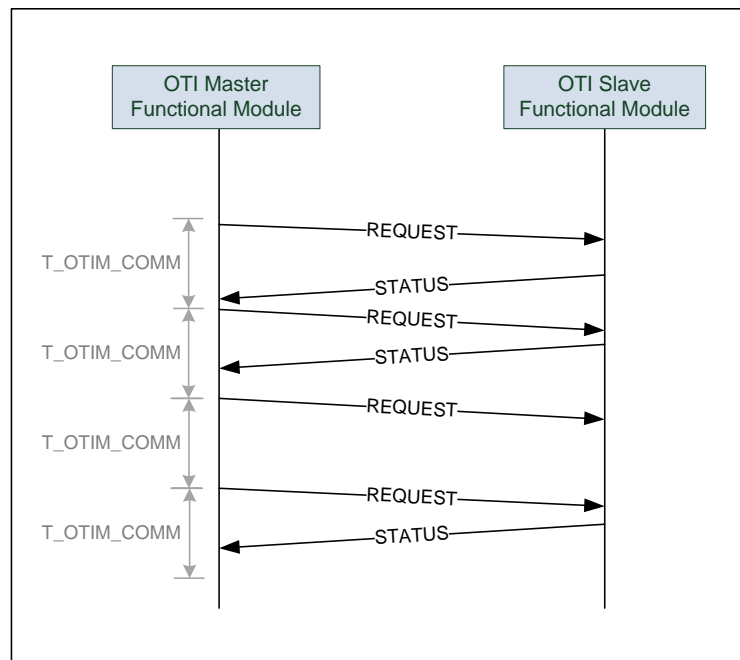 OTI Master
Functional Module
OTI Slave
Functional Module
REQUEST
T_OTIM_COMM
STATUS
REQUEST
T_OTIM_COMM
STATUS
REQUEST
T_OTIM_COMM
REQUEST
T_OTIM_COMM
STATUS